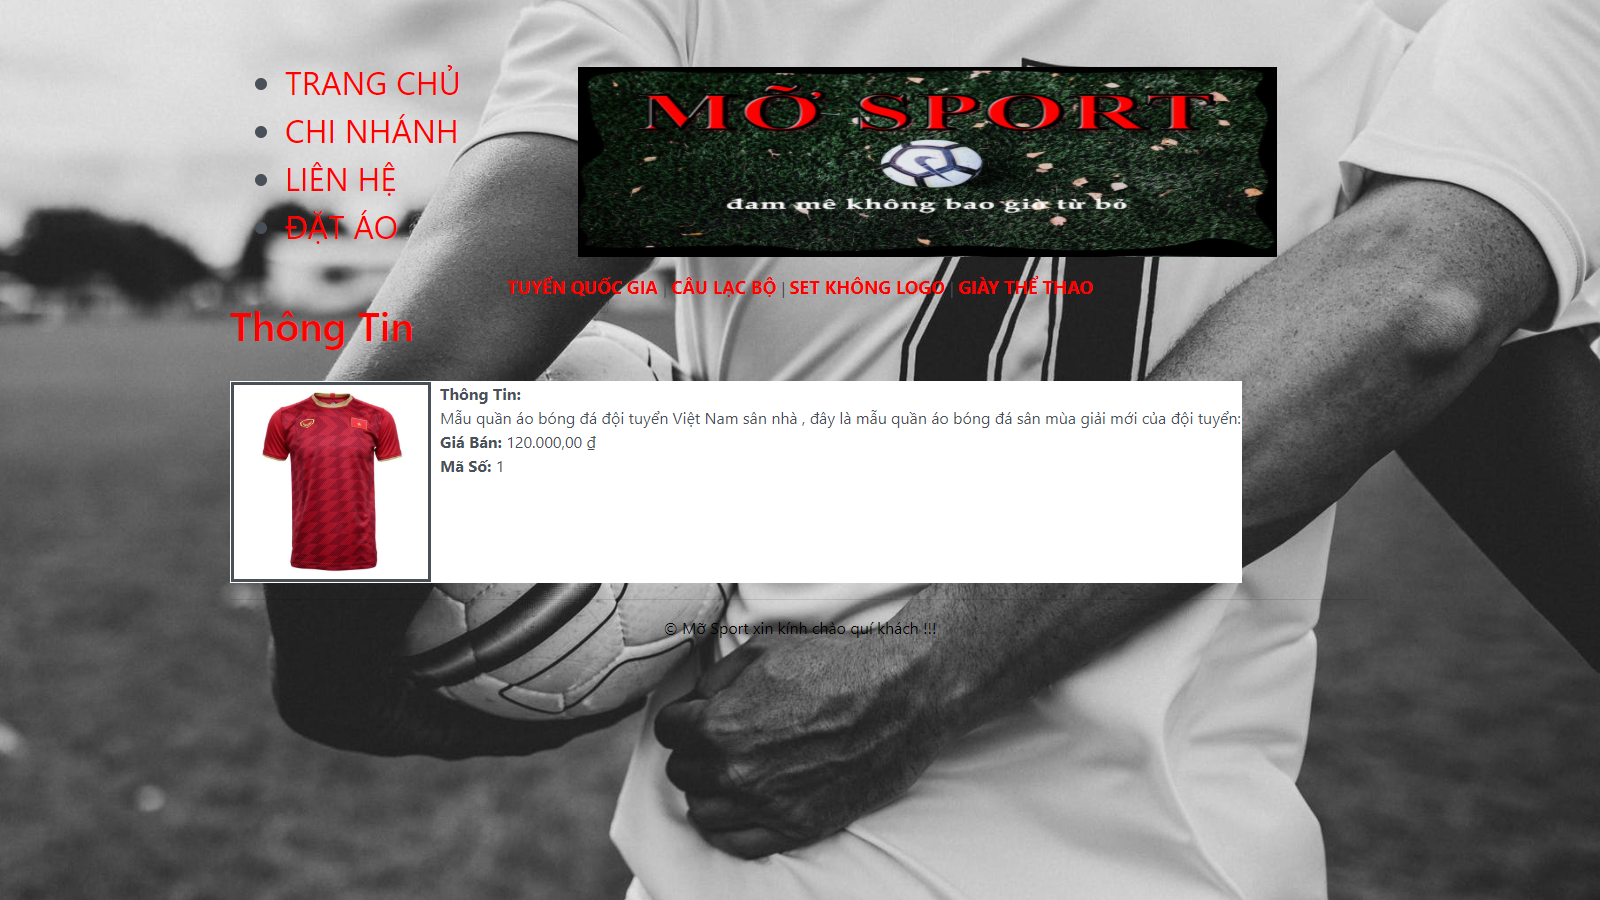 TRANG CHỦ
CHI NHÁNH
LIÊN HỆ
ĐẶT ÁO
MỠ SPORT
đam mê không bao giờ từ bỏ
TUYỂN QUỐC GIA | CÂU LẠC BỘ | SET KHÔNG LOGO | GIÀY THỂ THAO
Thông Tin
Thông Tin:
Mẫu quần áo bóng đá đội tuyển Việt Nam sân nhà , đây là mẫu quần áo bóng đá sân mùa giải mới của đội tuyển:
Giá Bán: 120.000,00 ₫
Mã Số: 1
© Mỡ Sport xin kính chào quí khách !!!